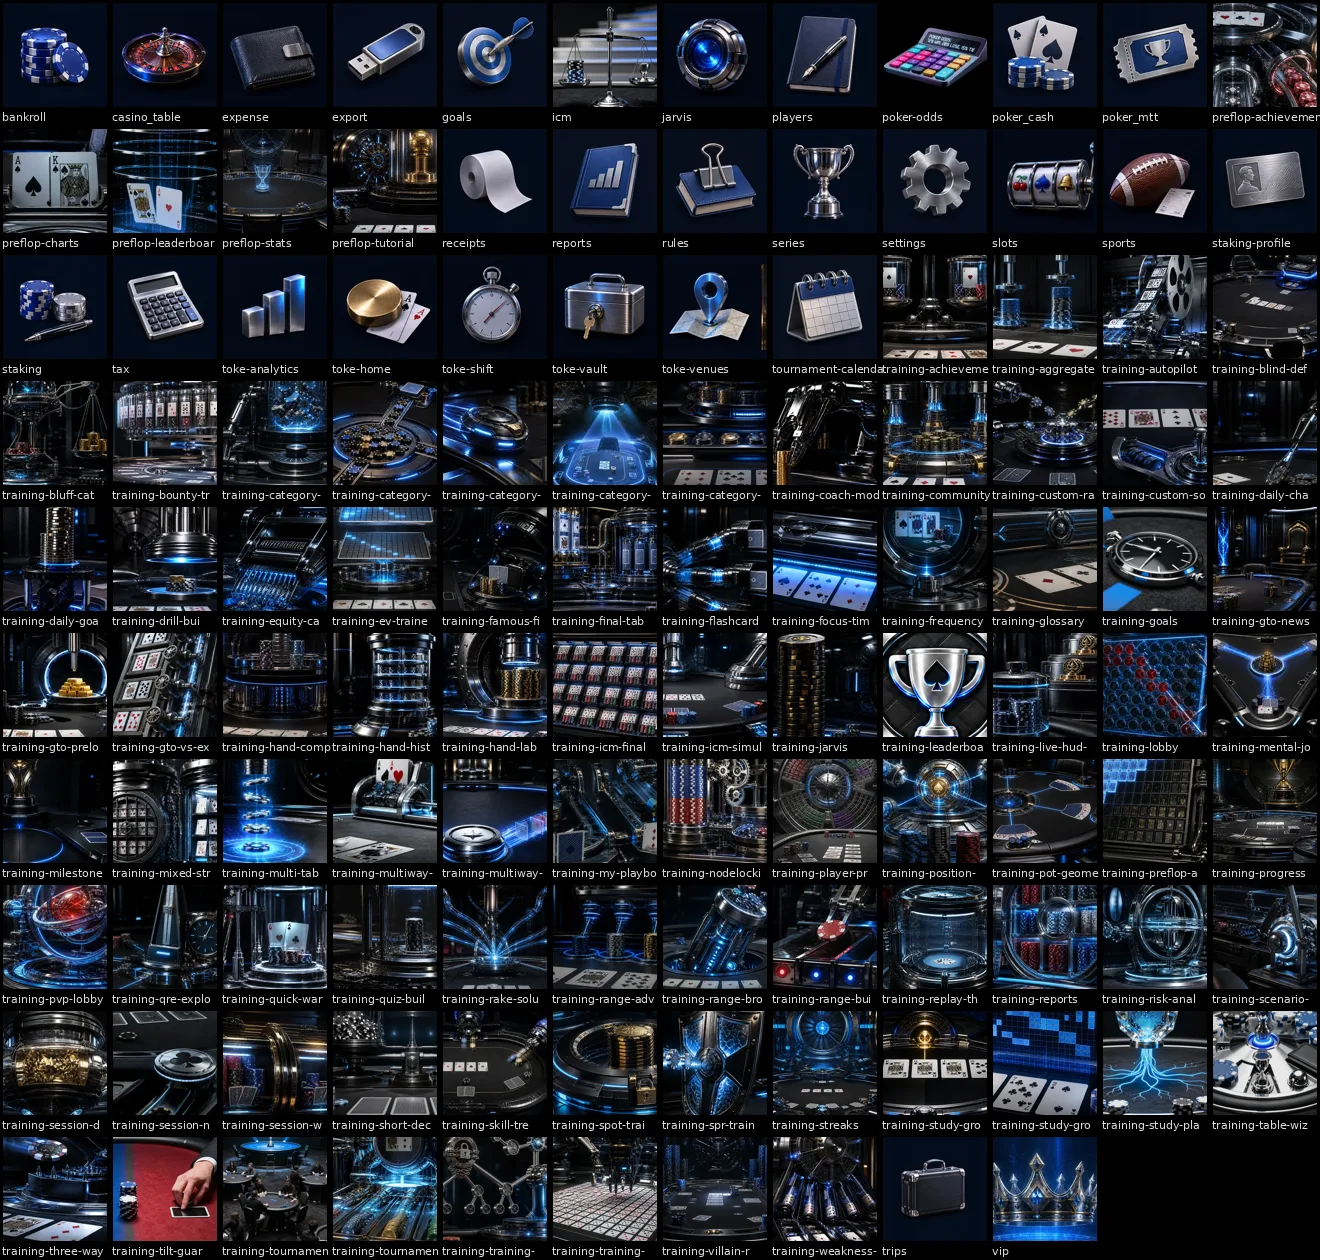 bankroll
casino_table
expense
export
goals
icm
jarvis
players
poker-odds
poker_cash
poker_mtt
preflop-achievemen
preflop-charts
preflop-leaderboar
preflop-stats
preflop-tutorial
receipts
reports
rules
series
settings
slots
sports
staking-profile
staking
tax
toke-analytics
toke-home
toke-shift
toke-vault
toke-venues
tournament-calenda
training-achieveme
training-aggregate
training-autopilot
training-blind-def
training-bluff-cat
training-bounty-tr
training-category-
training-category-
training-category-
training-category-
training-category-
training-coach-mod
training-community
training-custom-ra
training-custom-so
training-daily-cha
training-daily-goa
training-drill-bui
training-equity-ca
training-ev-traine
training-famous-fi
training-final-tab
training-flashcard
training-focus-tim
training-frequency
training-glossary
training-goals
training-gto-news
training-gto-prelo
training-gto-vs-ex
training-hand-comp
training-hand-hist
training-hand-lab
training-icm-final
training-icm-simul
training-jarvis
training-leaderboa
training-live-hud-
training-lobby
training-mental-jo
training-milestone
training-mixed-str
training-multi-tab
training-multiway-
training-multiway-
training-my-playbo
training-nodelocki
training-player-pr
training-position-
training-pot-geome
training-preflop-a
training-progress
training-pvp-lobby
training-qre-explo
training-quick-war
training-quiz-buil
training-rake-solu
training-range-adv
training-range-bro
training-range-bui
training-replay-th
training-reports
training-risk-anal
training-scenario-
training-session-d
training-session-n
training-session-w
training-short-dec
training-skill-tre
training-spot-trai
training-spr-train
training-streaks
training-study-gro
training-study-gro
training-study-pla
training-table-wiz
training-three-way
training-tilt-guar
training-tournamen
training-tournamen
training-training-
training-training-
training-villain-r
training-weakness-
trips
vip